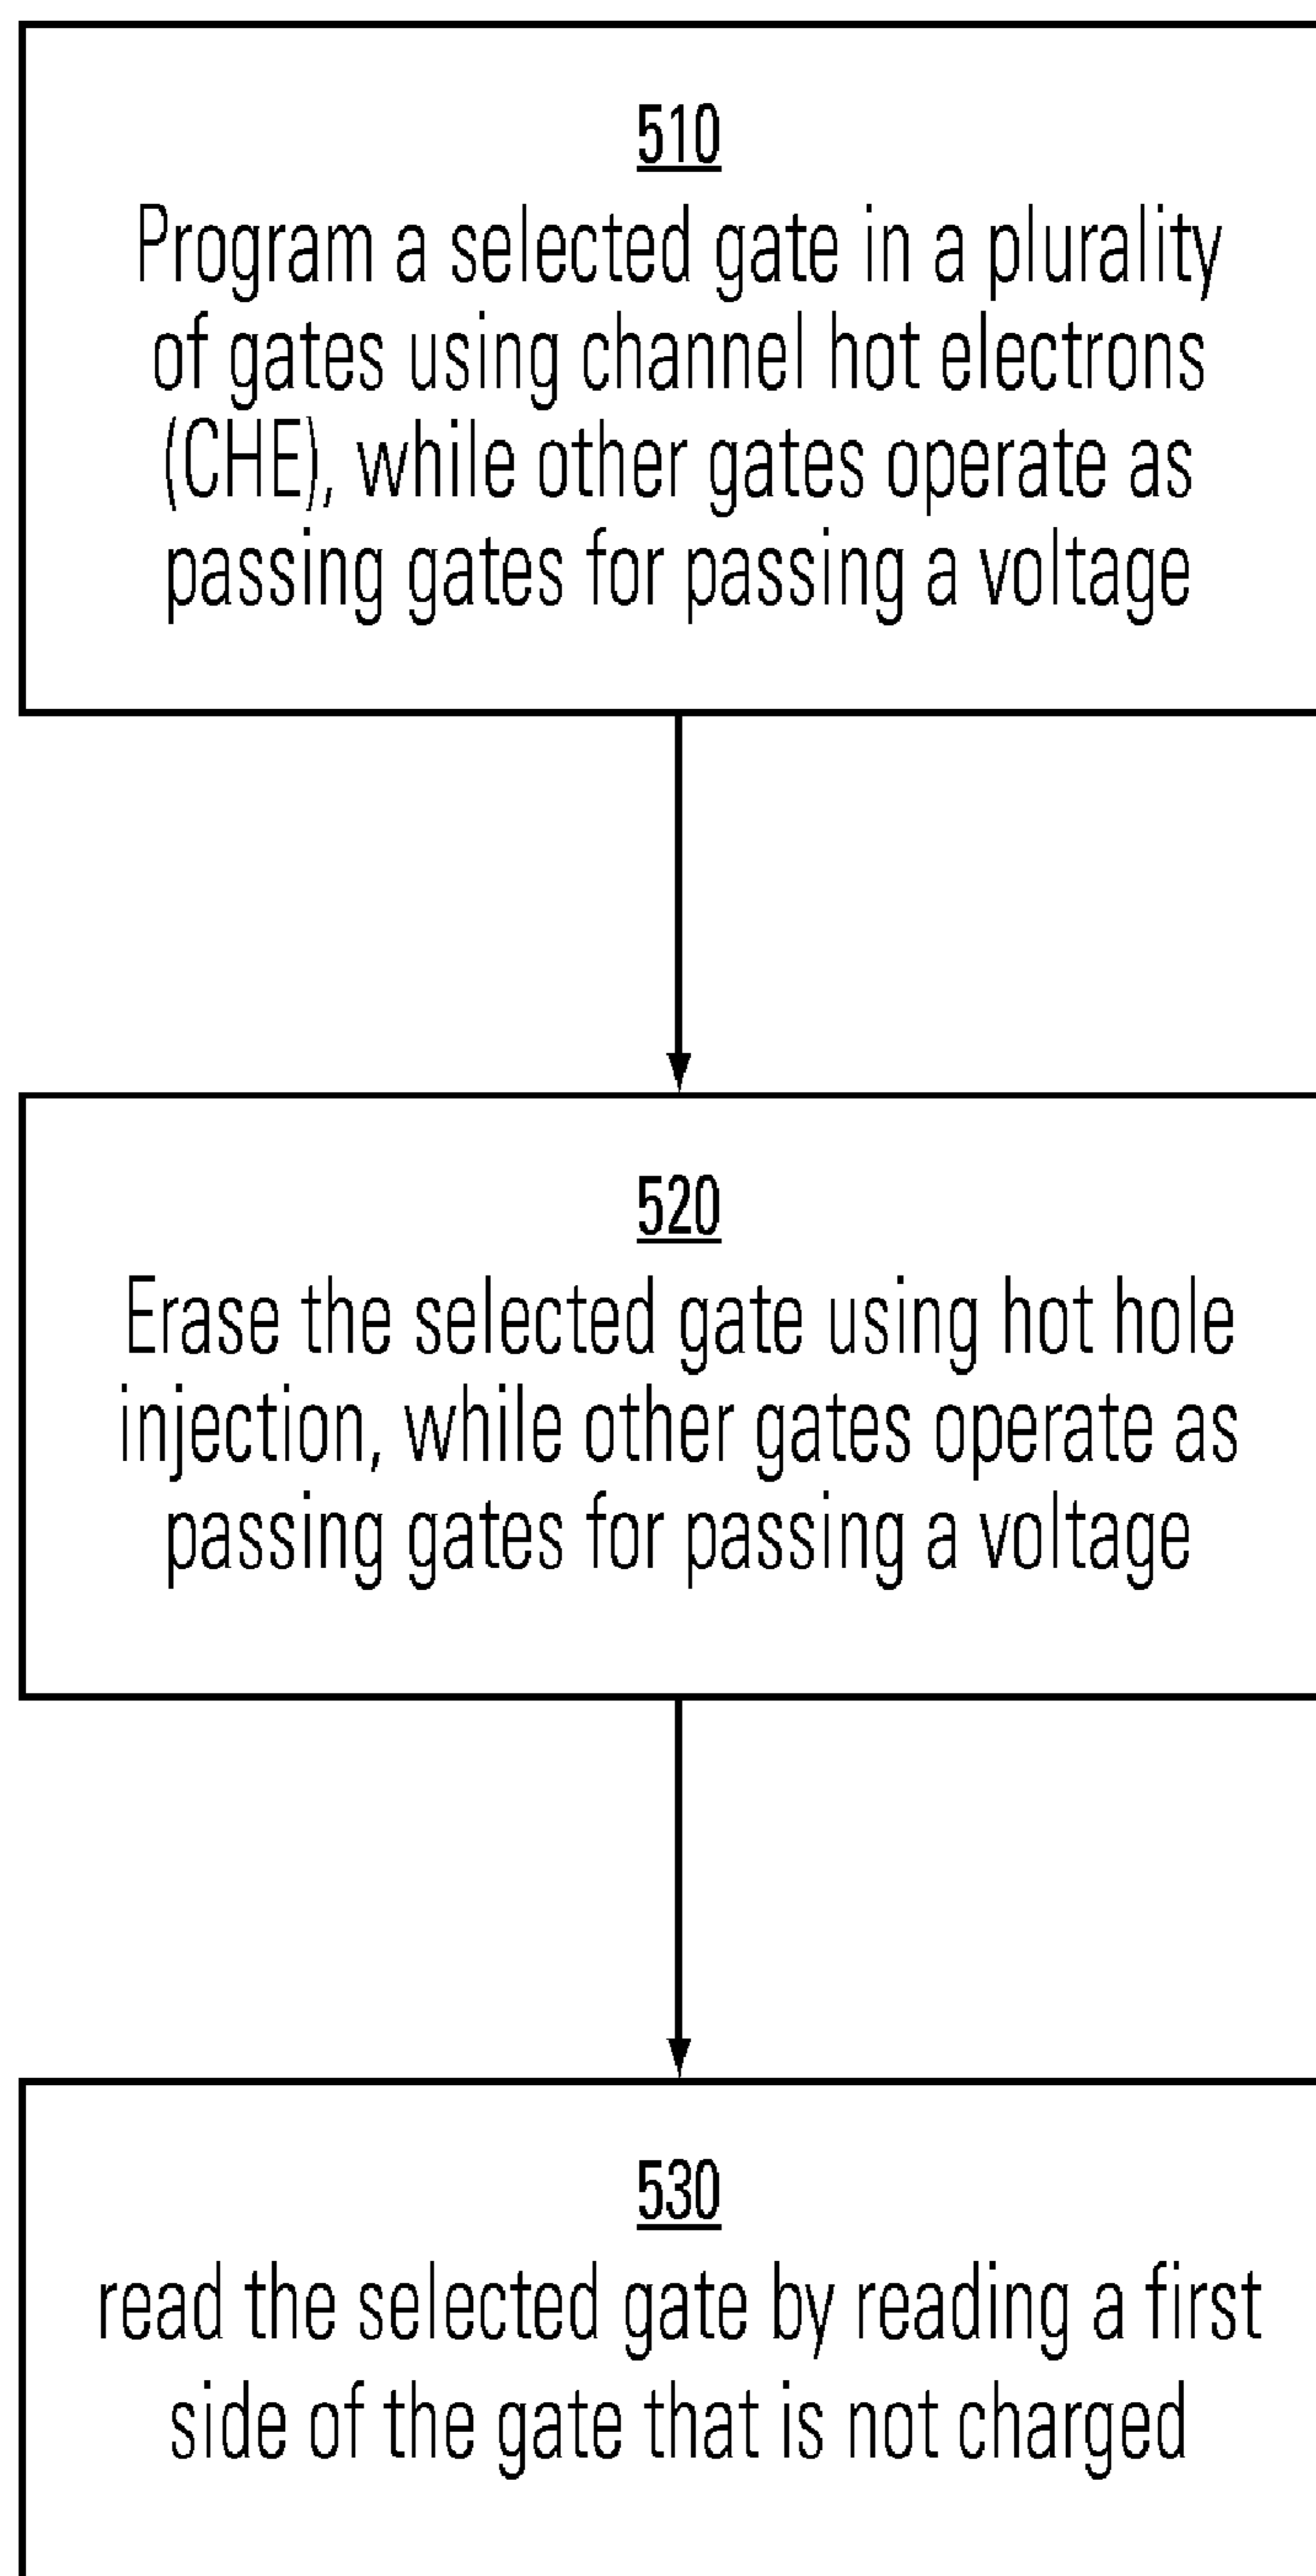 510
Program a selected gate in a plurality
of gates using channel hot electrons
(CHE), while other gates operate as
passing gates for passing a voltage
520
Erase the selected gate using hot hole
injection, while other gates operate as
passing gates for passing a voltage
530
read the selected gate by reading a first
side of the gate that is not charged